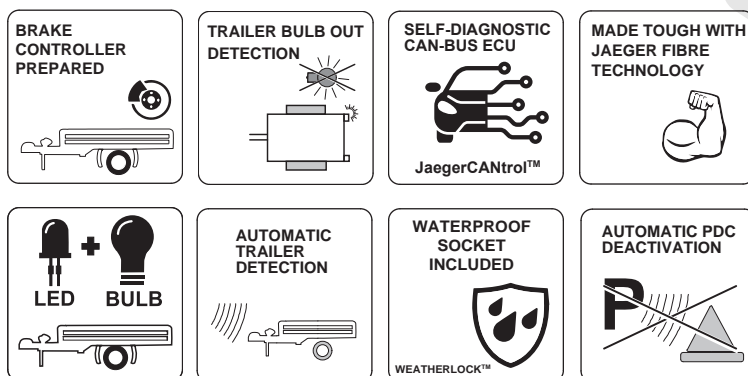 BRAKE
CONTROLLER
PREPARED
TRAILER BULB OUT
DETECTION
SELF-DIAGNOSTIC
CAN-BUS ECU
JaegerCANtrol™
MADE TOUGH WITH
JAEGER FIBRE
TECHNOLOGY
+
LED BULB
AUTOMATIC
TRAILER
DETECTION
WATERPROOF
SOCKET
INCLUDED
WEATHERLOCK™
AUTOMATIC PDC
DEACTIVATION
P